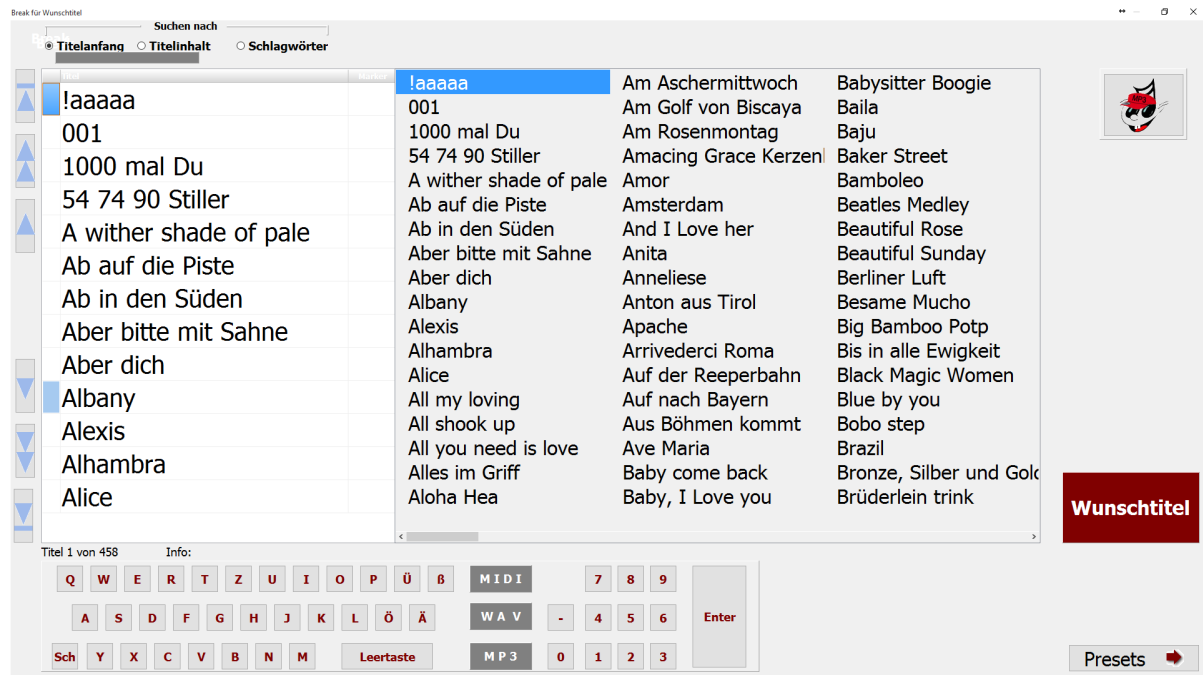 Break für Wunschtitel
Suchen nach
Titelanfang Titelinhalt Schlagwörter
Titel Marker
!aaaaa
001
1000 mal Du
54 74 90 Stiller
A wither shade of pale
Ab auf die Piste
Ab in den Süden
Aber bitte mit Sahne
Aber dich
Albany
Alexis
Alhambra
Alice
!aaaaa
001
1000 mal Du
54 74 90 Stiller
A wither shade of pale
Ab auf die Piste
Ab in den Süden
Aber bitte mit Sahne
Aber dich
Albany
Alexis
Alhambra
Alice
All my loving
All shook up
All you need is love
Alles im Griff
Aloha Hea
Am Aschermittwoch
Am Golf von Biscaya
Am Rosenmontag
Amacing Grace
Amor
Amsterdam
And I Love her
Anita
Anneliese
Anton aus Tirol
Apache
Arrivederci Roma
Auf der Reeperbahn
Auf nach Bayern
Aus Böhmen kommt
Ave Maria
Baby come back
Baby, I Love you
Babysitter Boogie
Baila
Baju
Baker Street
Bamboleo
Beatles Medley
Beautiful Rose
Beautiful Sunday
Berliner Luft
Besame Mucho
Big Bamboo Potp
Bis in alle Ewigkeit
Black Magic Women
Blue by you
Bobo step
Brazil
Bronze, Silber und
Brüderlein trink
Wunschtitel
Titel 1 von 458 Info:
Q W E R T Z U I O P Ü ß MIDI 7 8 9
A S D F G H J K L Ö Ä WAV - 4 5 6 Enter
Sch Y X C V B N M Leertaste MP3 0 1 2 3
Presets